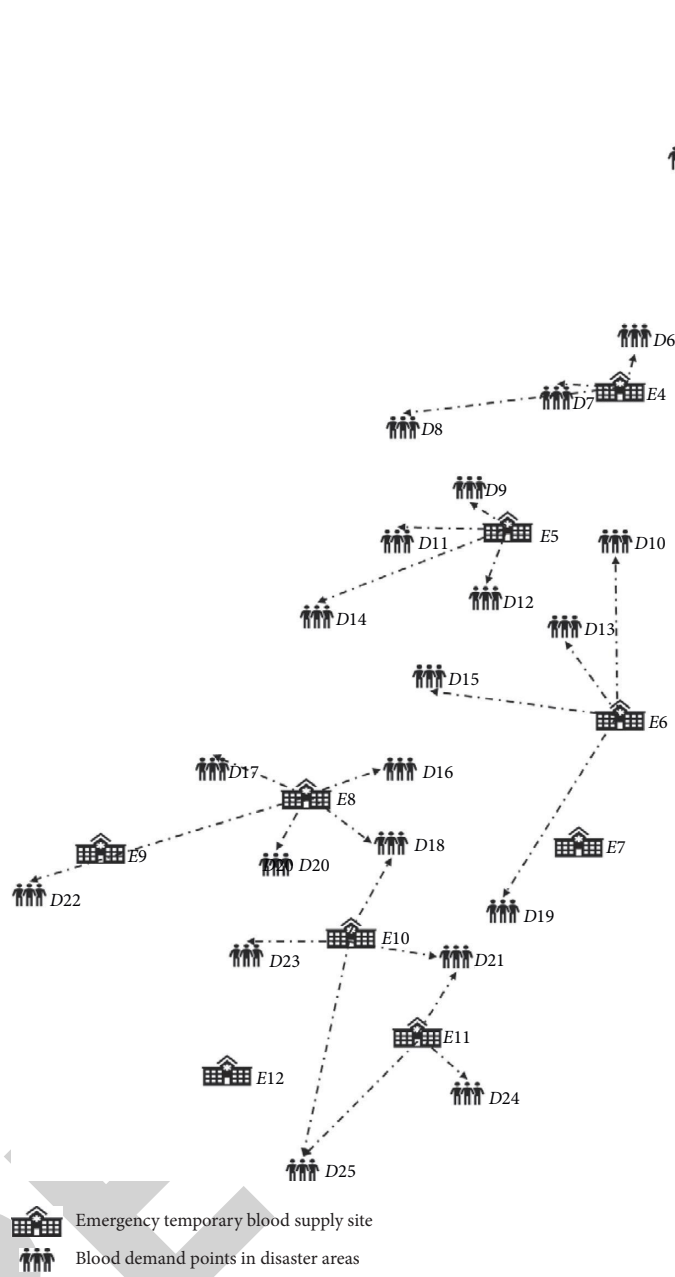 D6
E4
D7
D8
D9
E5
D11
D10
D12
D14
D13
D15
E6
D17
D16
E8
D18
E7
E9
D20 D20
D22
D19
E10
D23
D21
E11
E12
D24
D25
Emergency temporary blood supply site
Blood demand points in disaster areas